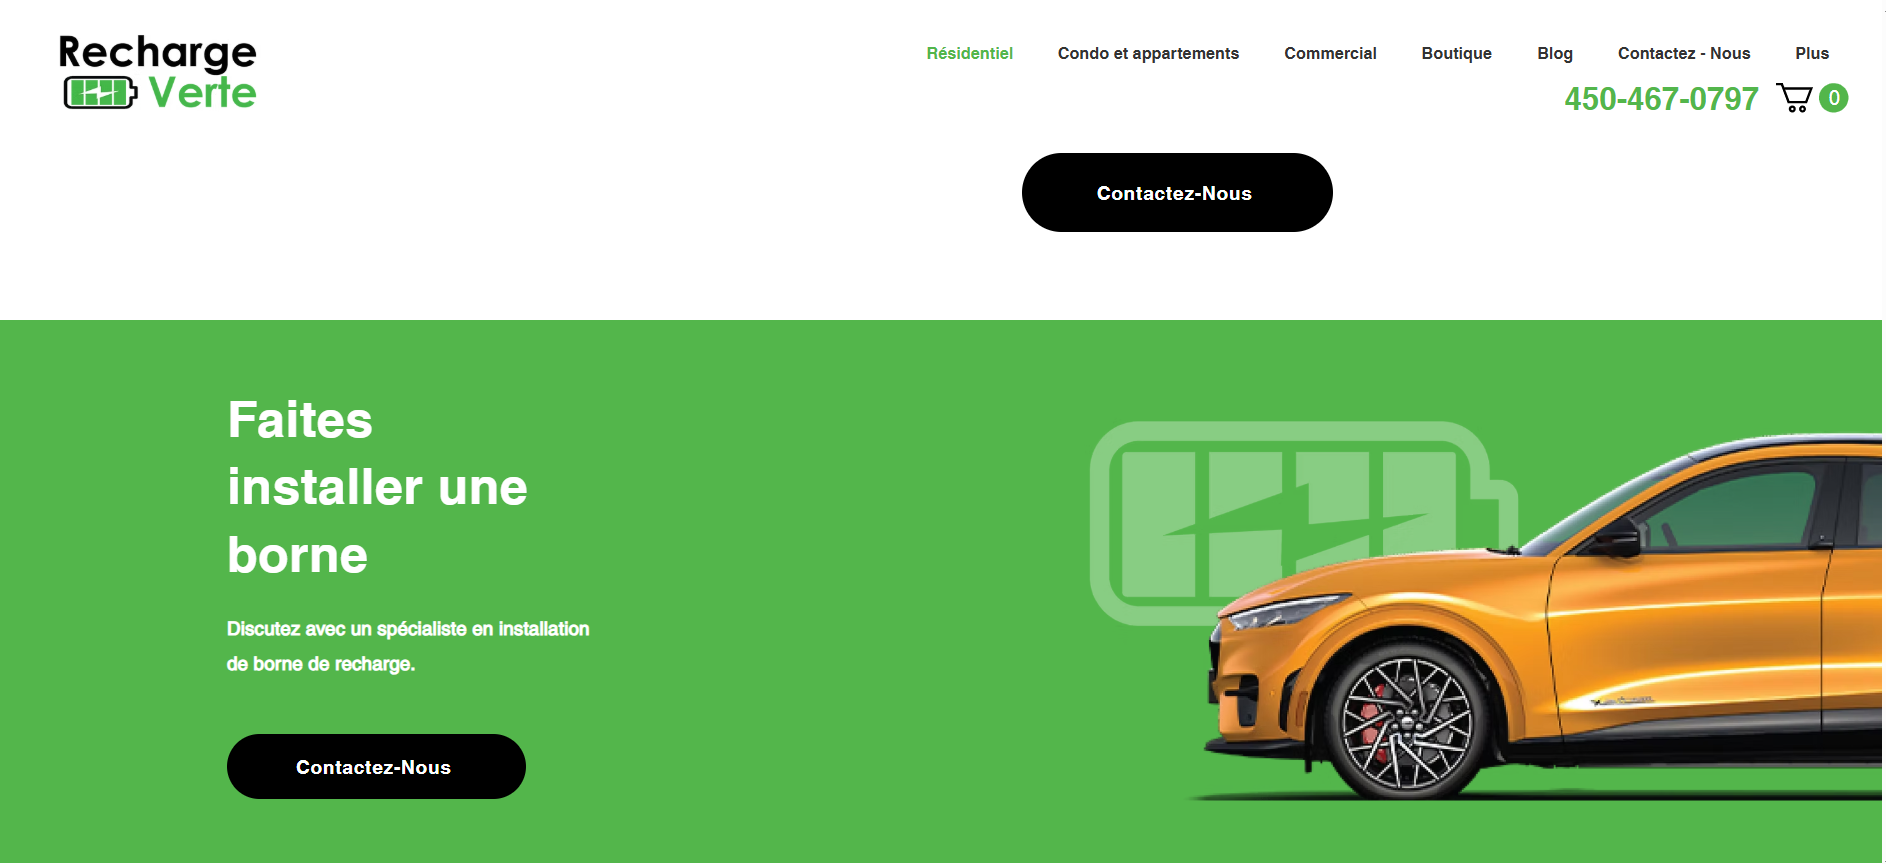 Recharge
Verte
Résidentiel Condo et appartements Commercial Boutique Blog Contactez - Nous Plus
450-467-0797 0
Contactez-Nous
Faites
installer une
borne
Discutez avec un spécialiste en installation
de borne de recharge.
Contactez-Nous